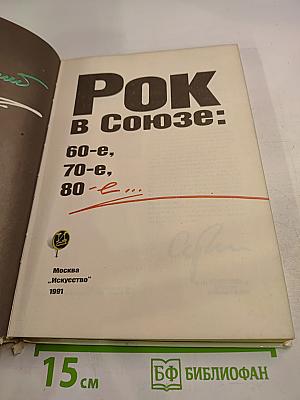 Рок
в Союзе:
60-е,
70-е,
80-е...
Москва
„Искусство"
1991
15 см
БФ БИБЛИОФАН